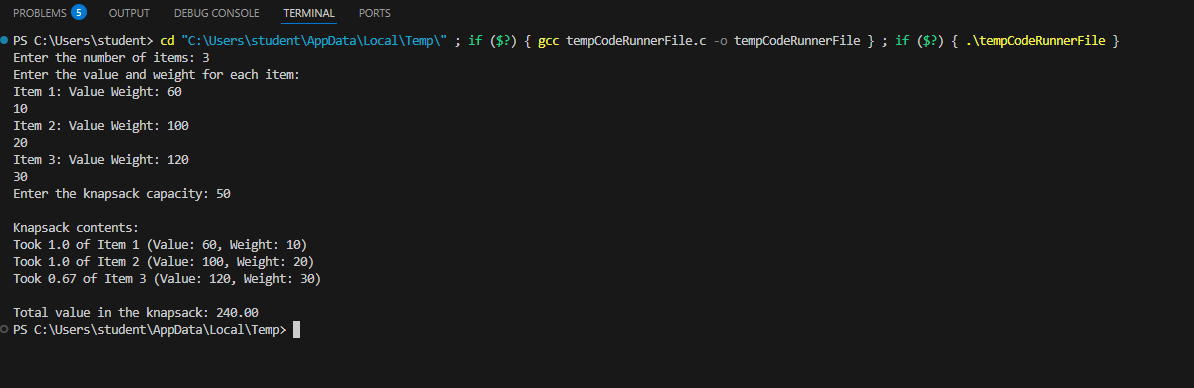 PROBLEMS 5 OUTPUT DEBUG CONSOLE TERMINAL PORTS
PS C:\Users\student> cd "C:\Users\student\AppData\Local\Temp\" ; if ($?) { gcc tempCodeRunnerFile.c -o tempCodeRunnerFile } ; if ($?) { .\tempCodeRunnerFile }
Enter the number of items: 3
Enter the value and weight for each item:
Item 1: Value Weight: 60
10
Item 2: Value Weight: 100
20
Item 3: Value Weight: 120
30
Enter the knapsack capacity: 50
Knapsack contents:
Took 1.0 of Item 1 (Value: 60, Weight: 10)
Took 1.0 of Item 2 (Value: 100, Weight: 20)
Took 0.67 of Item 3 (Value: 120, Weight: 30)
Total value in the knapsack: 240.00
PS C:\Users\student\AppData\Local\Temp>